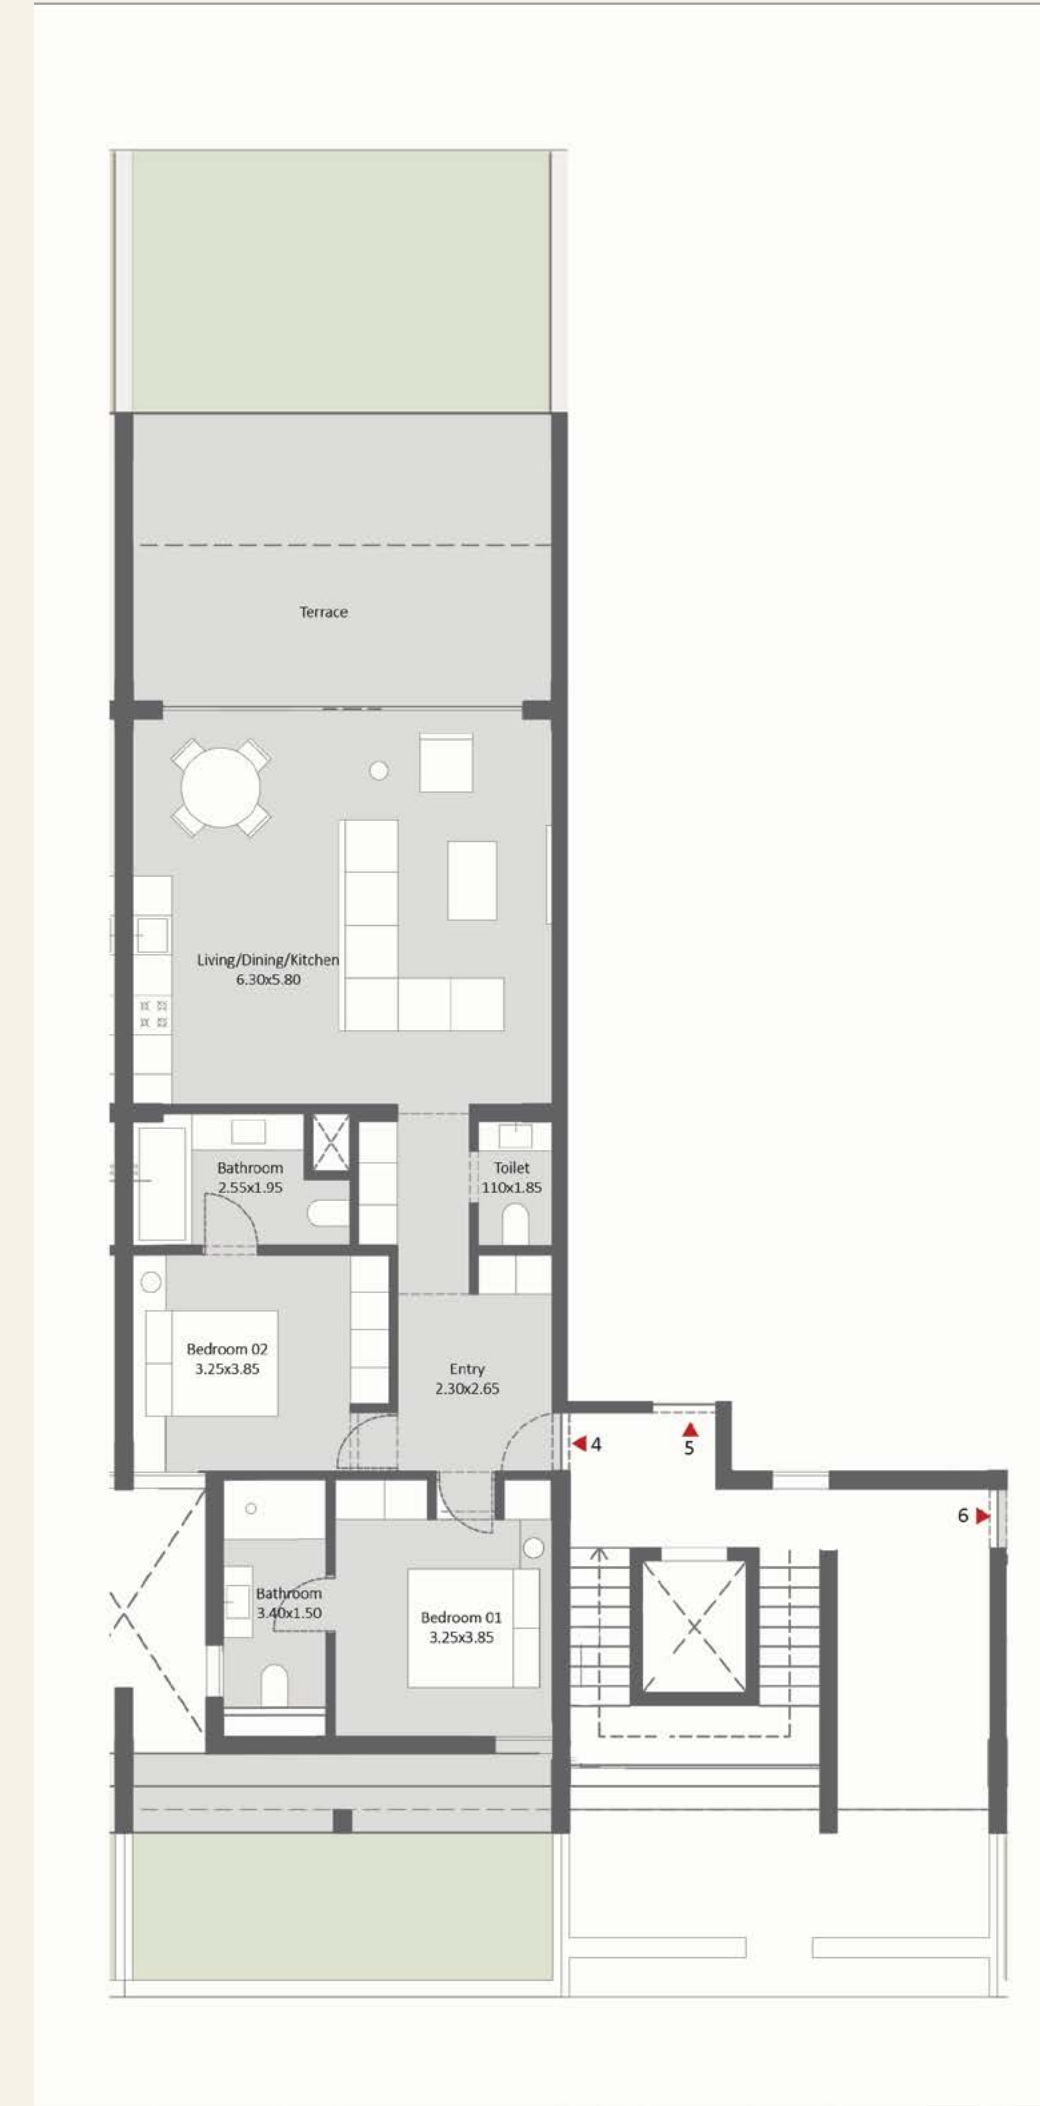 Terrace
Living/Dining/Kitchen
6.30x5.80
Bathroom
2.55x1.95
Toilet
110x1.85
Bedroom 02
3.25x3.85
Entry
2.30x2.65
4
5
6
Bathroom
3.40x1.50
Bedroom 01
3.25x3.85